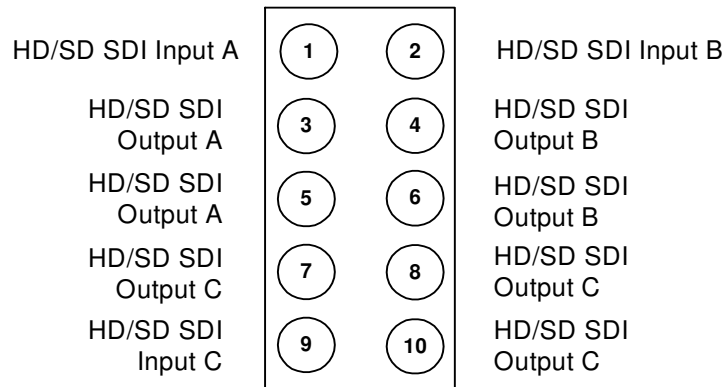 HD/SD SDI Input A 1 2 HD/SD SDI Input B
HD/SD SDI HD/SD SDI
Output A 3 4 Output B
HD/SD SDI HD/SD SDI
Output A 5 6 Output B
HD/SD SDI HD/SD SDI
Output C 7 8 Output C
HD/SD SDI HD/SD SDI
Input C 9 10 Output C